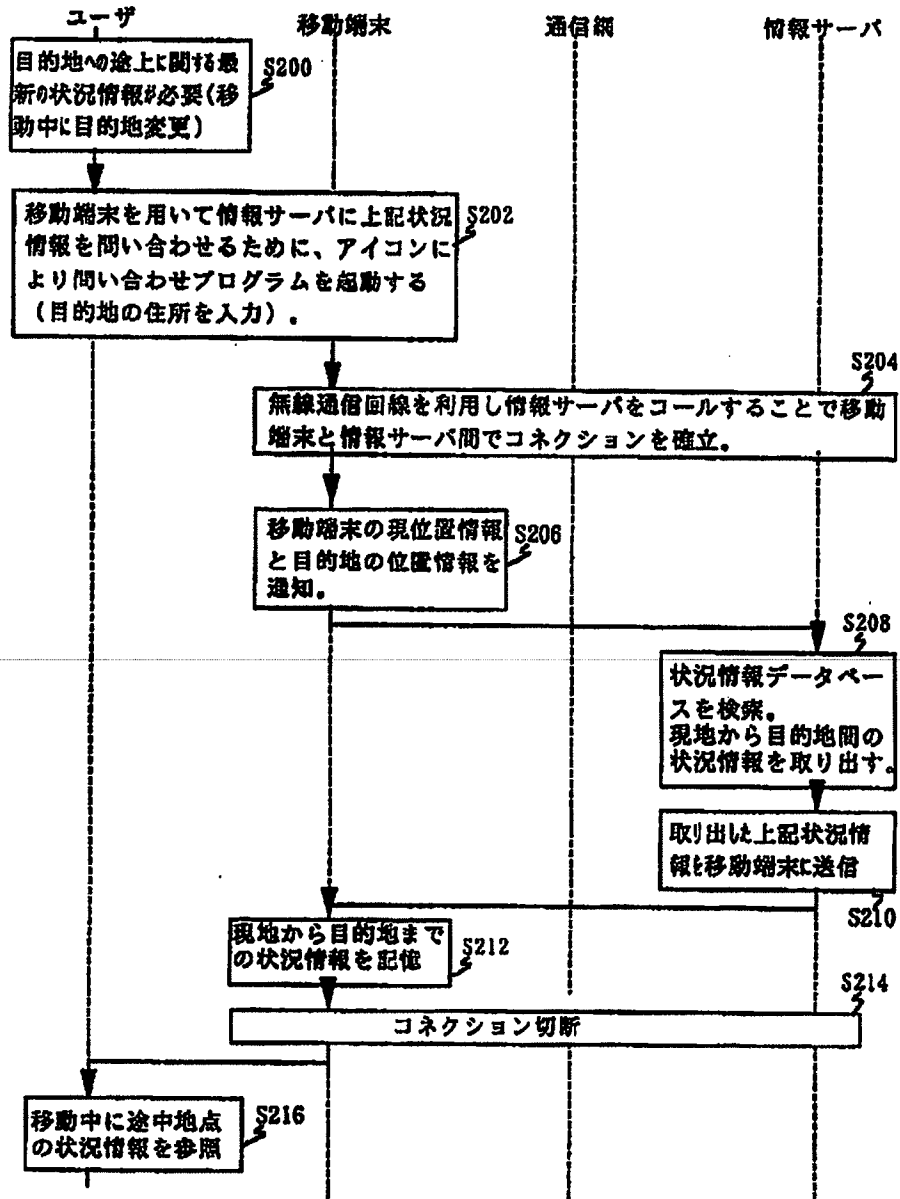 ユーザ
移動端末
通信網
情報サーバ
目的地への途上に関する最
新の状況情報が必要（移
動中に目的地変更）
S200
移動端末を用いて情報サーバに上記状況
情報を問い合わせるために、アイコンに
より問い合わせプログラムを起動する
（目的地の住所を入力）．
S202
S204
無線通信回線を利用し情報サーバをコールすることで移動
端末と情報サーバ間でコネクションを確立．
移動端末の現位置情報
と目的地の位置情報を
通知．
S206
S208
状況情報データベー
スを検索．
現地から目的地間の
状況情報を取り出す．
取り出した上記状況情
報を移動端末に送信
S210
現地から目的地まで
の状況情報を記憶
S212
S214
コネクション切断
移動中に途中地点
の状況情報を参照
S216